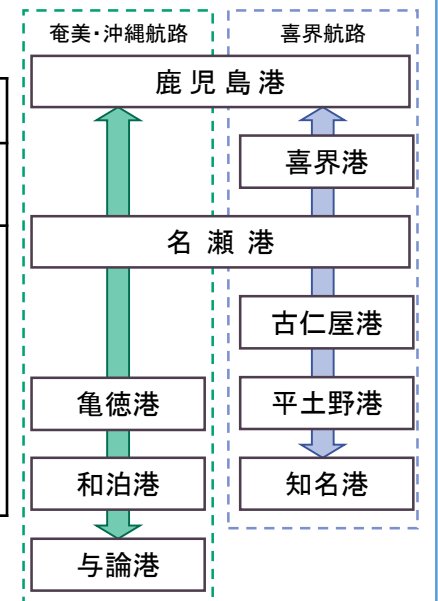 奄美・沖縄航路
喜界航路
鹿児島港
喜界港
名瀬港
古仁屋港
亀徳港
平土野港
和泊港
知名港
与論港